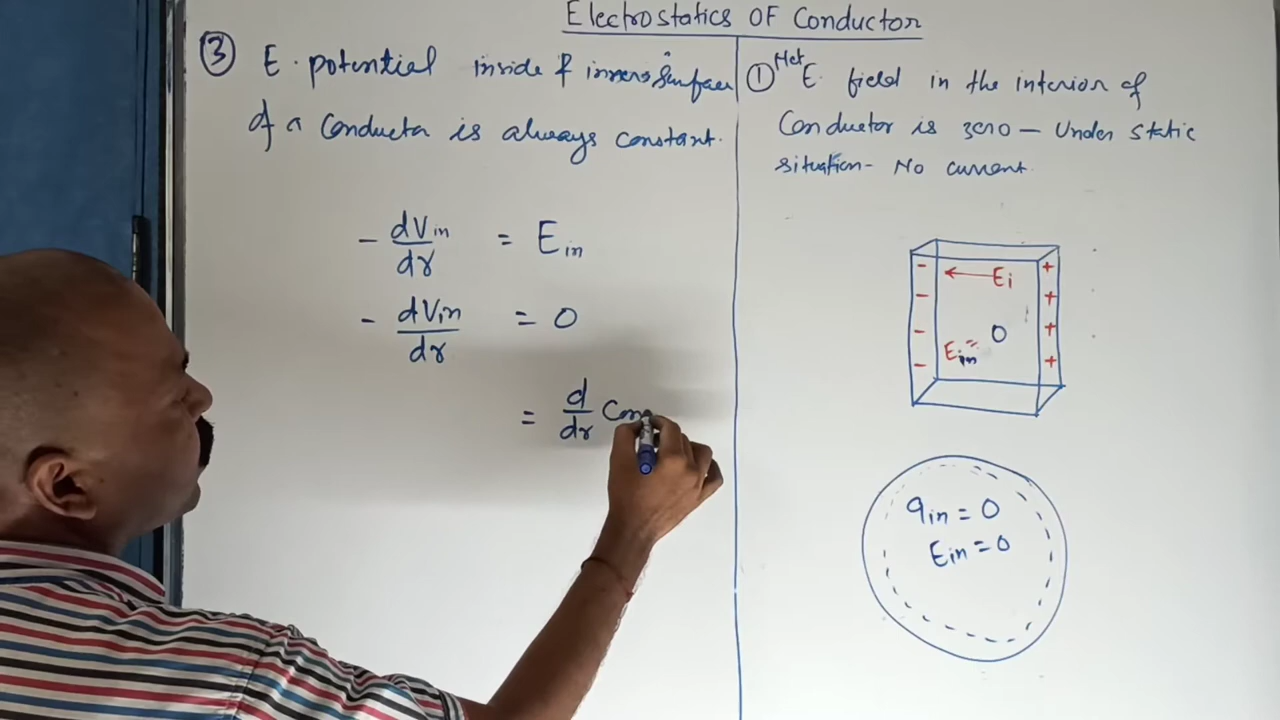 Electrostatics OF Conductor
③ E. potential inside & inners Surface
of a Conductor is always constant.
- dVin/dr = Ein
- dVin/dr = 0
= d/dr Con
① Net E. field in the interior of
Conductor is zero - Under static
situation - No current.
- +
← Ei
- +
- +
Ein = 0
- +
qin = 0
Ein = 0